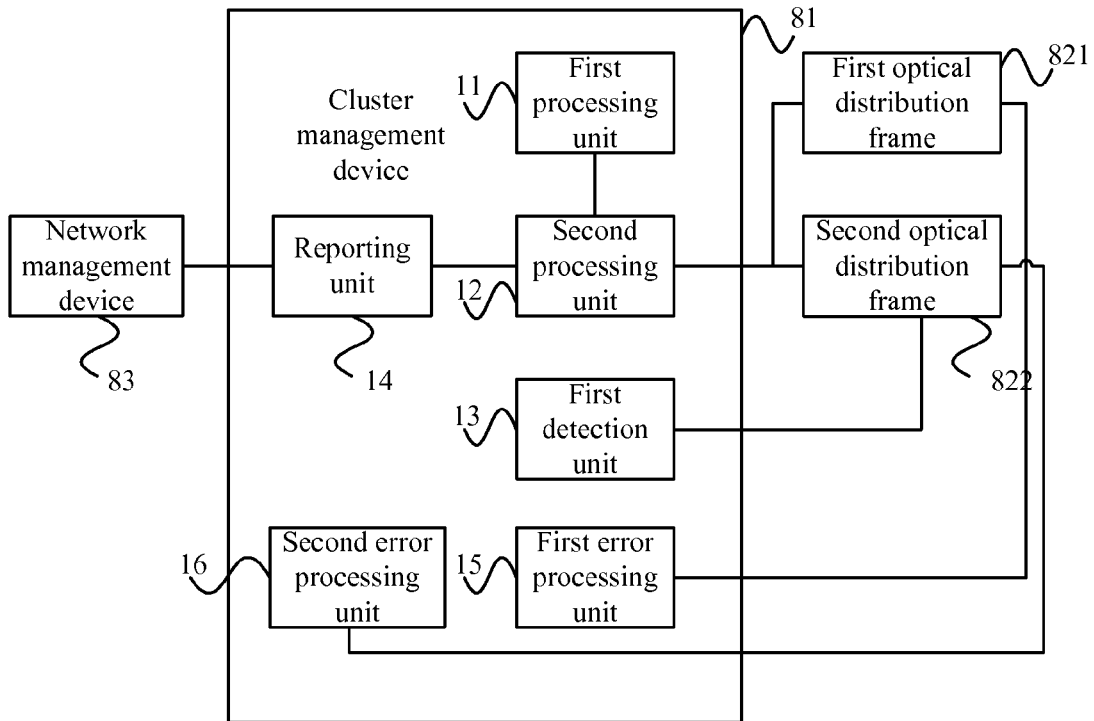 81
821
11
First
processing
unit
First optical
distribution
frame
Cluster
management
device
Network
management
device
Reporting
unit
Second
processing
unit
Second optical
distribution
frame
12
83
14
822
13
First
detection
unit
16
Second error
processing
unit
15
First error
processing
unit